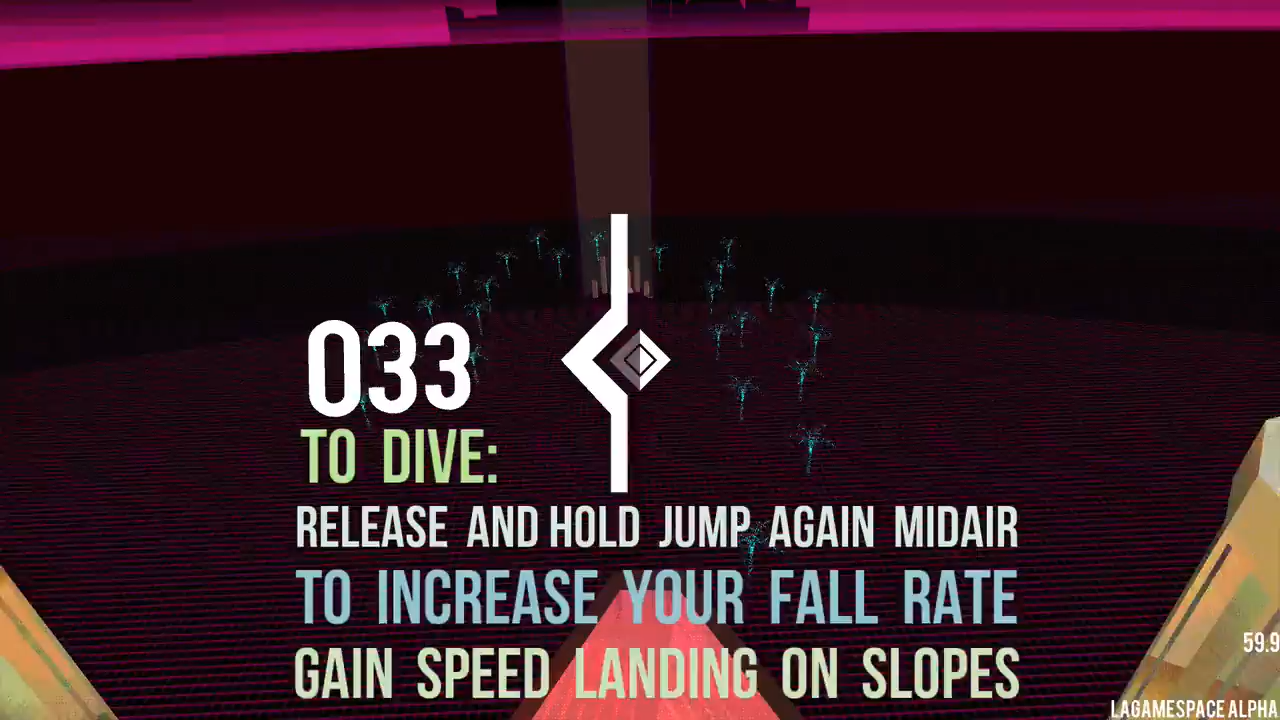 033
TO DIVE:
RELEASE AND HOLD JUMP AGAIN MIDAIR
TO INCREASE YOUR FALL RATE
GAIN SPEED LANDING ON SLOPES
59.9
LAGAMESPACE ALPHA